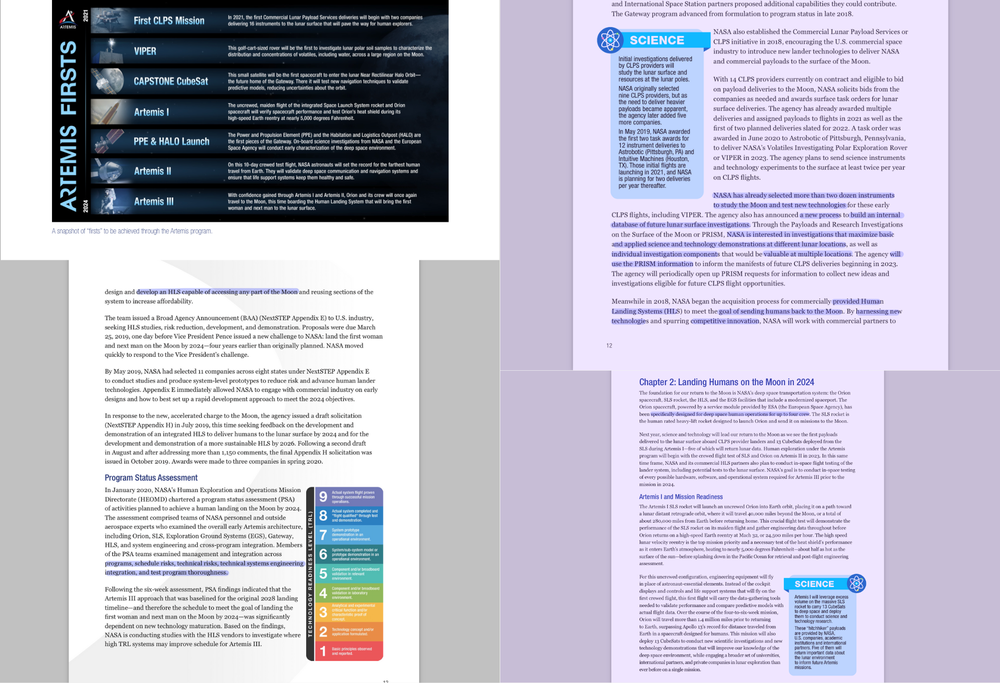 ARTEMIS
ARTEMIS FIRSTS
2021
2024
First CLPS Mission
In 2021, the first Commercial Lunar Payload Services deliveries will begin with two companies
delivering 16 instruments to the lunar surface that will pave the way for human explorers.
VIPER
This golf-cart-sized rover will be the first to investigate lunar polar soil samples to characterize the
distribution and concentrations of volatiles, including water, across a large region on the Moon.
CAPSTONE CubeSat
This small satellite will be the first spacecraft to enter the lunar Near Rectilinear Halo Orbit—
the future home of the Gateway. There it will test new navigation techniques to validate
predictive models, reducing uncertainties about the orbit.
Artemis I
The uncrewed, maiden flight of the integrated Space Launch System rocket and Orion
spacecraft will verify spacecraft performance and test Orion's heat shield during its
high-speed Earth reentry at nearly 5,000 degrees Fahrenheit.
PPE & HALO Launch
The Power and Propulsion Element (PPE) and the Habitation and Logistics Outpost (HALO) are
the first pieces of the Gateway. On-board science investigations from NASA and the European
Space Agency will conduct early characterization of the deep space environment.
Artemis II
On this 10-day crewed test flight, NASA astronauts will set the record for the farthest human
travel from Earth. They will validate deep space communication and navigation systems and
ensure that life support systems keep them healthy and safe.
Artemis III
With confidence gained through Artemis I and Artemis II, Orion and its crew will once again
travel to the Moon, this time boarding the Human Landing System that will bring the first
woman and next man to the lunar surface.
A snapshot of "firsts" to be achieved through the Artemis program.
and International Space Station partners proposed additional capabilities they could contribute.
The Gateway program advanced from formulation to program status in late 2018.
SCIENCE
Initial investigations delivered
by CLPS providers will
study the lunar surface and
resources at the lunar poles.
NASA originally selected
nine CLPS providers, but as
the need to deliver heavier
payloads became apparent,
the agency later added five
more companies.
In May 2019, NASA awarded
the first two task awards for
12 instrument deliveries to
Astrobotic (Pittsburgh, PA) and
Intuitive Machines (Houston,
TX). Those initial flights are
launching in 2021, and NASA
is planning for two deliveries
per year thereafter.
NASA also established the Commercial Lunar Payload Services or
CLPS initiative in 2018, encouraging the U.S. commercial space
industry to introduce new lander technologies to deliver NASA
and commercial payloads to the surface of the Moon.
With 14 CLPS providers currently on contract and eligible to bid
on payload deliveries to the Moon, NASA solicits bids from the
companies as needed and awards surface task orders for lunar
surface deliveries. The agency has already awarded multiple
deliveries and assigned payloads to flights in 2021 as well as the
first of two planned deliveries slated for 2022. A task order was
awarded in June 2020 to Astrobotic of Pittsburgh, Pennsylvania,
to deliver NASA's Volatiles Investigating Polar Exploration Rover
or VIPER in 2023. The agency plans to send science instruments
and technology experiments to the surface at least twice per year
on CLPS flights.
NASA has already selected more than two dozen instruments
to study the Moon and test new technologies for these early
CLPS flights, including VIPER. The agency also has announced a new process to build an internal
database of future lunar surface investigations. Through the Payloads and Research Investigations
on the Surface of the Moon or PRISM, NASA is interested in investigations that maximize basic
and applied science and technology demonstrations at different lunar locations, as well as
individual investigation components that would be valuable at multiple locations. The agency will
use the PRISM information to inform the manifests of future CLPS deliveries beginning in 2023.
The agency will periodically open up PRISM requests for information to collect new ideas and
investigations eligible for future CLPS flight opportunities.
Meanwhile in 2018, NASA began the acquisition process for commercially provided Human
Landing Systems (HLS) to meet the goal of sending humans back to the Moon. By harnessing new
technologies and spurring competitive innovation, NASA will work with commercial partners to
12
design and develop an HLS capable of accessing any part of the Moon and reusing sections of the
system to increase affordability.
The team issued a Broad Agency Announcement (BAA) (NextSTEP Appendix E) to U.S. industry,
seeking HLS studies, risk reduction, development, and demonstration. Proposals were due March
25, 2019, one day before Vice President Pence issued a new challenge to NASA: land the first woman
and next man on the Moon by 2024—four years earlier than originally planned. NASA moved
quickly to respond to the Vice President's challenge.
By May 2019, NASA had selected 11 companies across eight states under NextSTEP Appendix E
to conduct studies and produce system-level prototypes to reduce risk and advance human lander
technologies. Appendix E immediately allowed NASA to engage with commercial industry on early
designs and how to best set up a rapid development approach to meet the 2024 objectives.
In response to the new, accelerated charge to the Moon, the agency issued a draft solicitation
(NextSTEP Appendix H) in July 2019, this time seeking feedback on the development and
demonstration of an integrated HLS to deliver humans to the lunar surface by 2024 and for the
development and demonstration of a more sustainable HLS by 2026. Following a second draft
in August and after addressing more than 1,150 comments, the final Appendix H solicitation was
issued in October 2019. Awards were made to three companies in spring 2020.
Program Status Assessment
In January 2020, NASA's Human Exploration and Operations Mission
Directorate (HEOMD) chartered a program status assessment (PSA)
of activities planned to achieve a human landing on the Moon by 2024.
The assessment comprised teams of NASA personnel and outside
aerospace experts who examined the overall early Artemis architecture,
including Orion, SLS, Exploration Ground Systems (EGS), Gateway,
HLS, and system engineering and cross-program integration. Members
of the PSA teams examined management and integration across
programs, schedule risks, technical risks, technical systems engineering
integration, and test program thoroughness.
Following the six-week assessment, PSA findings indicated that the
Artemis III approach that was baselined for the original 2028 landing
timeline—and therefore the schedule to meet the goal of landing the
first woman and next man on the Moon by 2024—was significantly
dependent on new technology maturation. Based on the findings,
NASA is conducting studies with the HLS vendors to investigate where
high TRL systems may improve schedule for Artemis III.
TECHNOLOGY READINESS LEVEL (TRL)
9
Actual system flight proven
through successful mission
operations.
8
Actual system completed and
"flight qualified" through test
and demonstration.
7
System prototype
demonstration in an
operational environment.
6
5
4
3
2
1
Basic principles observed
and reported.
Chapter 2: Landing Humans on the Moon in 2024
The foundation for our return to the Moon is NASA's deep space transportation system: the Orion
spacecraft, SLS rocket, the HLS, and the EGS facilities that include a modernized spaceport. The
Orion spacecraft, powered by a service module provided by ESA (the European Space Agency), has
been specifically designed for deep space human operations for up to four crew. The SLS rocket is
the human rated heavy-lift rocket designed to launch Orion and send it on missions to the Moon.
Next year, science and technology will lead our return to the Moon as we see the first payloads
delivered to the lunar surface aboard CLPS provider landers and 13 CubeSats deployed from the
SLS during Artemis I–five of which will return lunar data. Human exploration under the Artemis
program will begin with the crewed flight test of SLS and Orion on Artemis II in 2023. In this same
time frame, NASA and its commercial HLS partners also plan to conduct in-space flight testing of the
lander system, including potential tests to the lunar surface. NASA's goal is to conduct in-space tests
of every possible hardware, software, and operational system required for Artemis III prior to the
mission in 2024.
Artemis I and Mission Readiness
The Artemis I SLS rocket will launch an uncrewed Orion into Earth orbit, placing it on a path toward
a lunar distant retrograde orbit, where it will travel 40,000 miles beyond the Moon, or a total of
about 280,000 miles from Earth before returning home. This crucial flight test will demonstrate the
performance of the SLS rocket on its maiden flight and gather engineering data throughout before
Orion returns on a high-speed Earth reentry at Mach 32, or 24,500 miles per hour. The high speed
lunar velocity reentry is the top mission priority and a necessary test of the heat shield's performance
as it enters Earth's atmosphere, heating to nearly 5,000 degrees Fahrenheit—about half as hot as the
surface of the sun—before splashing down in the Pacific Ocean for retrieval and post-flight engineering
assessment.
For this uncrewed configuration, engineering equipment will fly
in place of astronaut-essential elements. Instead of the cockpit
displays and controls and life support systems that will fly on the
first crewed flight, this first flight will carry the data-gathering tools
needed to validate performance and compare predictive models with
actual flight data. Over the course of the four-to-six-week mission,
Orion will travel more than 1.4 million miles prior to returning to
Earth, surpassing Apollo 13's record for distance traveled from
Earth in a spacecraft designed for humans. This mission will also
deploy 13 CubeSats to conduct new scientific investigations and new
technology demonstrations that will improve our knowledge of the
deep space environment, while engaging a broader set of universities,
international partners, and private companies in lunar exploration than
ever before on a single mission.
SCIENCE
Artemis I will leverage excess
volume on the massive SLS
rocket to carry 13 CubeSats
to deep space and deploy
them to conduct science and
technology research.
These "hitchhiker" payloads
are provided by NASA,
U.S. companies, academic
institutions and international
partners. Five of them will
return important data about
the lunar environment
to inform future Artemis
missions.